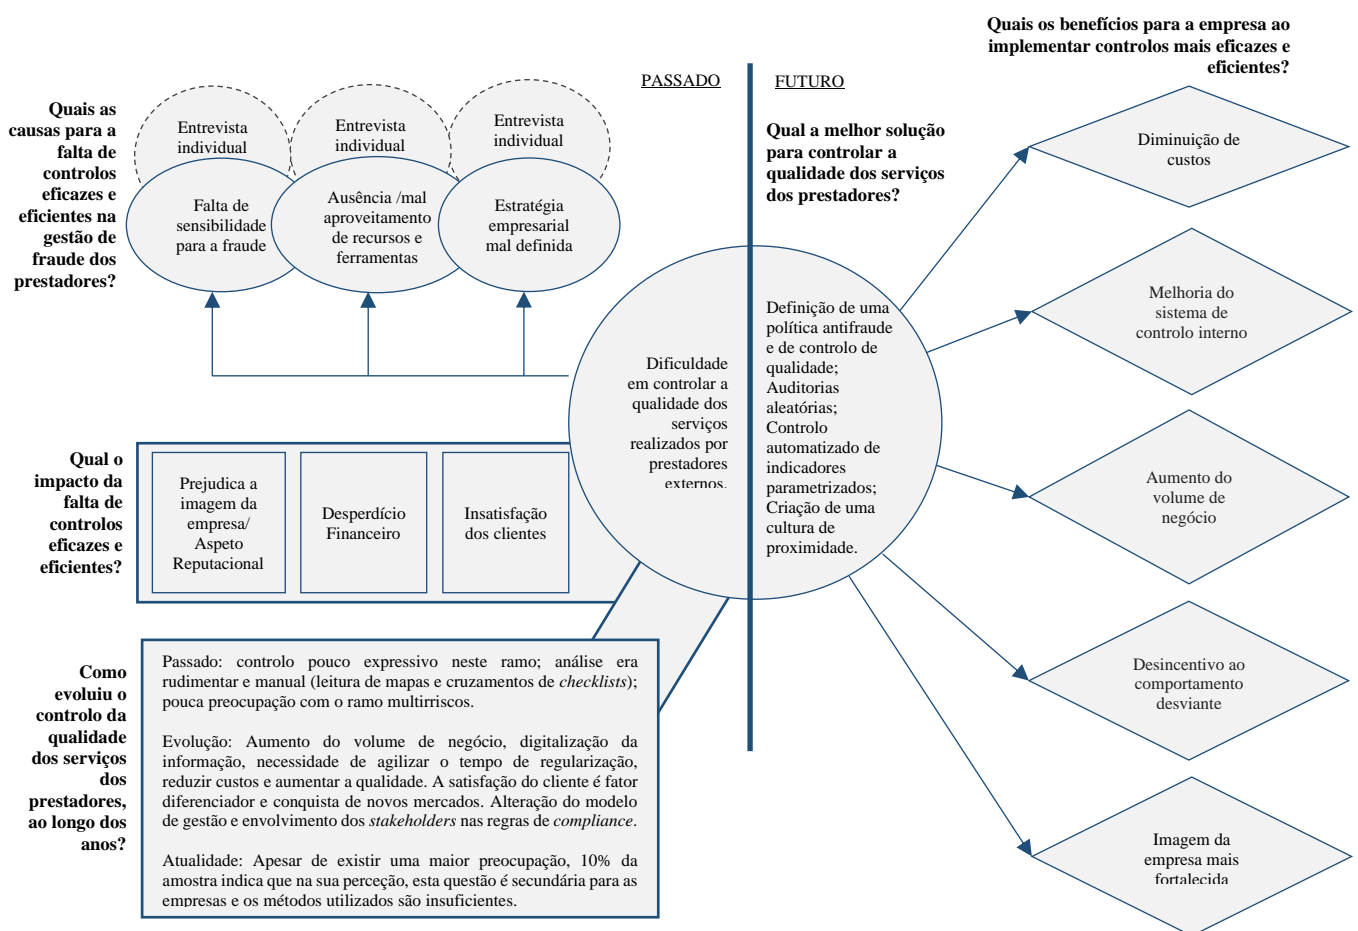 Quais os benefícios para a empresa ao
implementar controlos mais eficazes e
eficientes?
PASSADO
FUTURO
Quais as
causas para a
falta de
controlos
eficazes e
eficientes na
gestão de
fraude dos
prestadores?
Entrevista
individual
Entrevista
individual
Entrevista
individual
Falta de
sensibilidade
para a fraude
Ausência /mal
aproveitamento
de recursos e
ferramentas
Estratégia
empresarial
mal definida
Qual a melhor solução
para controlar a
qualidade dos serviços
dos prestadores?
Dificuldade
em controlar a
qualidade dos
serviços
realizados por
prestadores
externos.
Definição de uma
política antifraude
e de controlo de
qualidade;
Auditorias
aleatórias;
Controlo
automatizado de
indicadores
parametrizados;
Criação de uma
cultura de
proximidade.
Diminuição de
custos
Melhoria do
sistema de
controlo interno
Aumento do
volume de
negócio
Desincentivo ao
comportamento
desviante
Imagem da
empresa mais
fortalecida
Qual o
impacto da
falta de
controlos
eficazes e
eficientes?
Prejudica a
imagem da
empresa/
Aspeto
Reputacional
Desperdício
Financeiro
Insatisfação
dos clientes
Como
evoluiu o
controlo da
qualidade
dos serviços
dos
prestadores,
ao longo dos
anos?
Passado: controlo pouco expressivo neste ramo; análise era
rudimentar e manual (leitura de mapas e cruzamentos de checklists);
pouca preocupação com o ramo multirriscos.
Evolução: Aumento do volume de negócio, digitalização da
informação, necessidade de agilizar o tempo de regularização,
reduzir custos e aumentar a qualidade. A satisfação do cliente é fator
diferenciador e conquista de novos mercados. Alteração do modelo
de gestão e envolvimento dos stakeholders nas regras de compliance.
Atualidade: Apesar de existir uma maior preocupação, 10% da
amostra indica que na sua perceção, esta questão é secundária para as
empresas e os métodos utilizados são insuficientes.